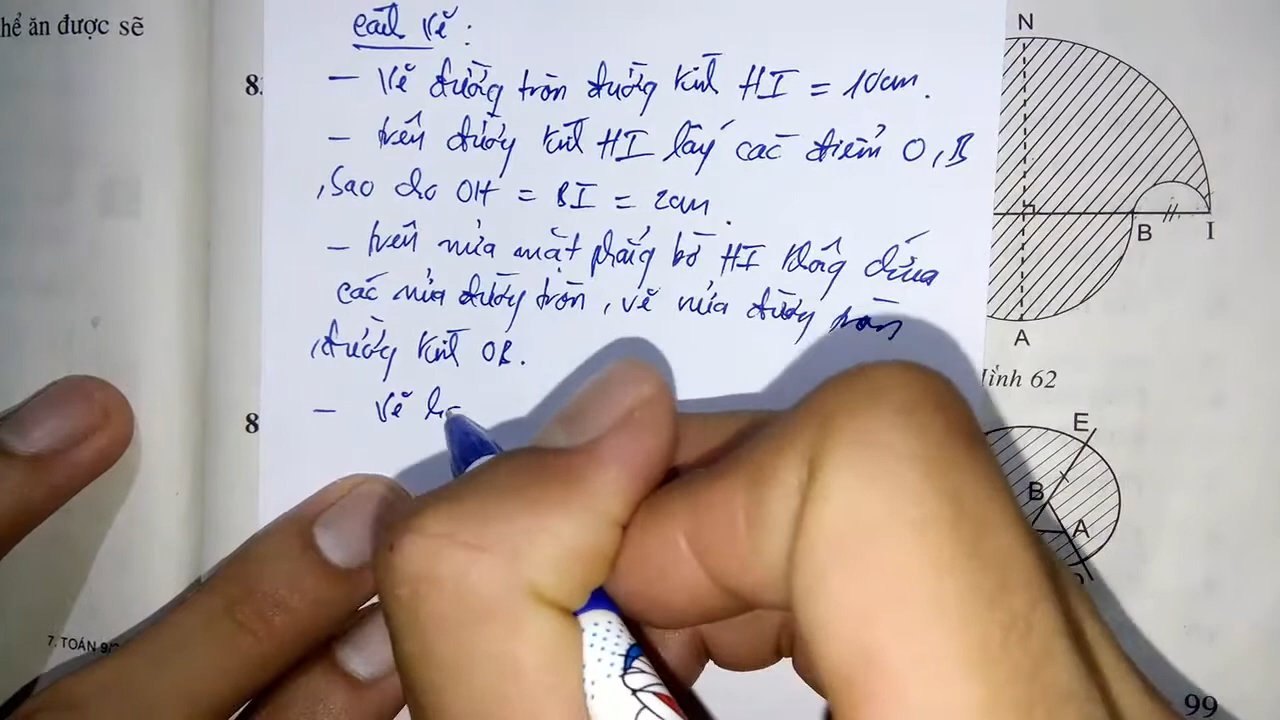 hể ăn được sẽ
cách vẽ:
8
- Vẽ đường tròn đường kính HI = 10cm.
- trên đường kính HI lấy các điểm O, B
, sao cho OH = BI = 2cm.
- trên nửa mặt phẳng bờ HI không chứa
các nửa đường tròn, vẽ nửa đường tròn
đường kính OB.
- Vẽ
8
N
B
I
A
Hình 62
E
B
A
7. TOÁN 9/
99